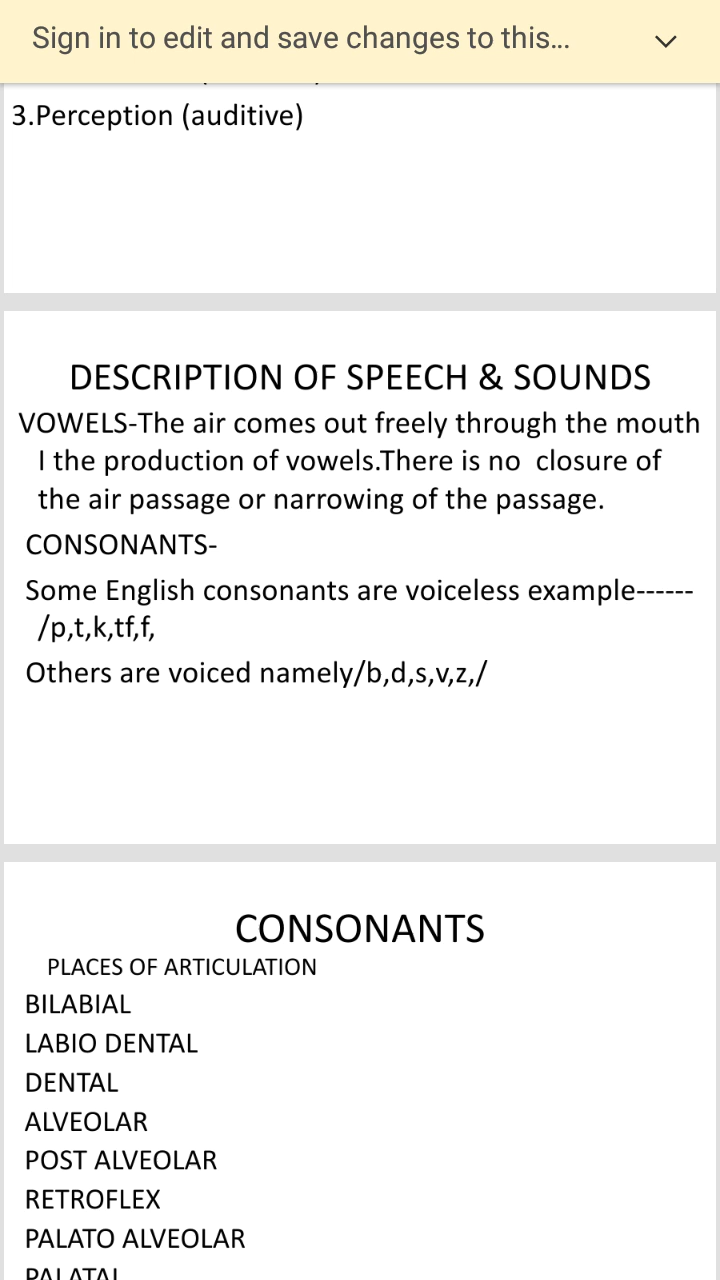 Sign in to edit and save changes to this...
3.Perception (auditive)
DESCRIPTION OF SPEECH & SOUNDS
VOWELS-The air comes out freely through the mouth
I the production of vowels.There is no  closure of
the air passage or narrowing of the passage.
CONSONANTS-
Some English consonants are voiceless example------
/p,t,k,tf,f,
Others are voiced namely/b,d,s,v,z,/
CONSONANTS
PLACES OF ARTICULATION
BILABIAL
LABIO DENTAL
DENTAL
ALVEOLAR
POST ALVEOLAR
RETROFLEX
PALATO ALVEOLAR
PALATAL